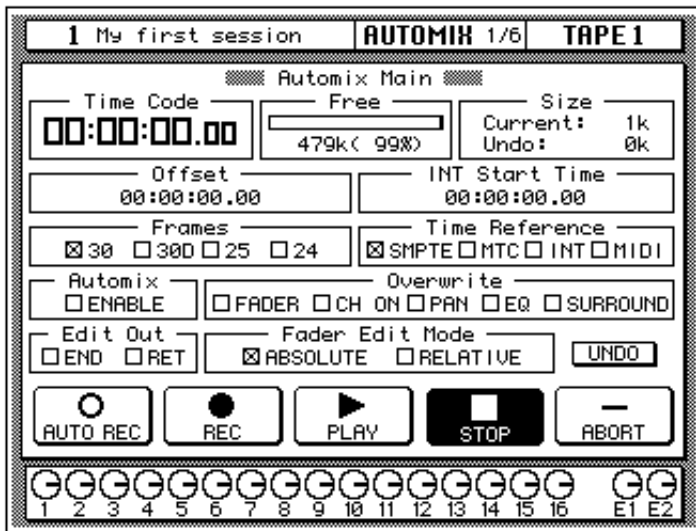 1 My first session AUTOMIX 1/6 TAPE 1
Automix Main
Time Code Free Size
00:00:00.00 479k( 99%) Current: 1k
Undo: 0k
Offset INT Start Time
00:00:00.00 00:00:00.00
Frames Time Reference
30 30D 25 24 SMPTE MTC INT MIDI
Automix Overwrite
ENABLE FADER CH ON PAN EQ SURROUND
Edit Out Fader Edit Mode
END RET ABSOLUTE RELATIVE UNDO
AUTO REC REC PLAY STOP ABORT
1 2 3 4 5 6 7 8 9 10 11 12 13 14 15 16 E1 E2